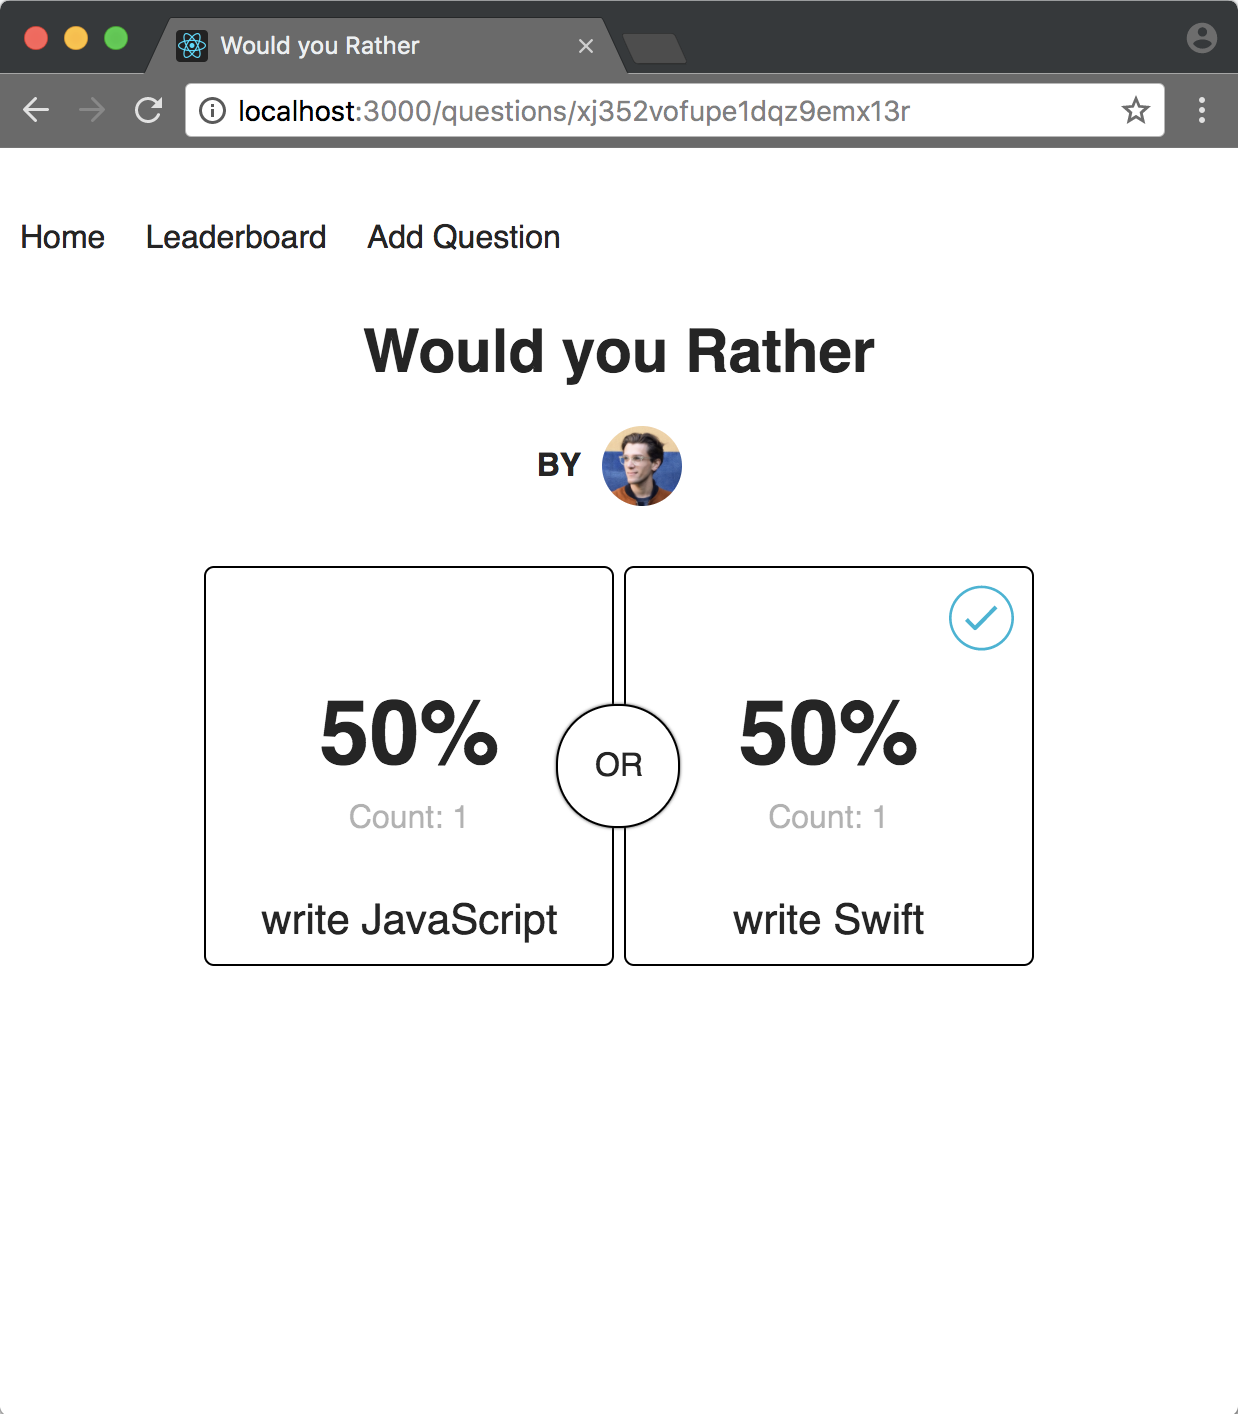 Would you Rather
localhost:3000/questions/xj352vofupe1dqz9emx13r
Home Leaderboard Add Question
Would you Rather
BY
50%
Count: 1
write JavaScript
OR
50%
Count: 1
write Swift